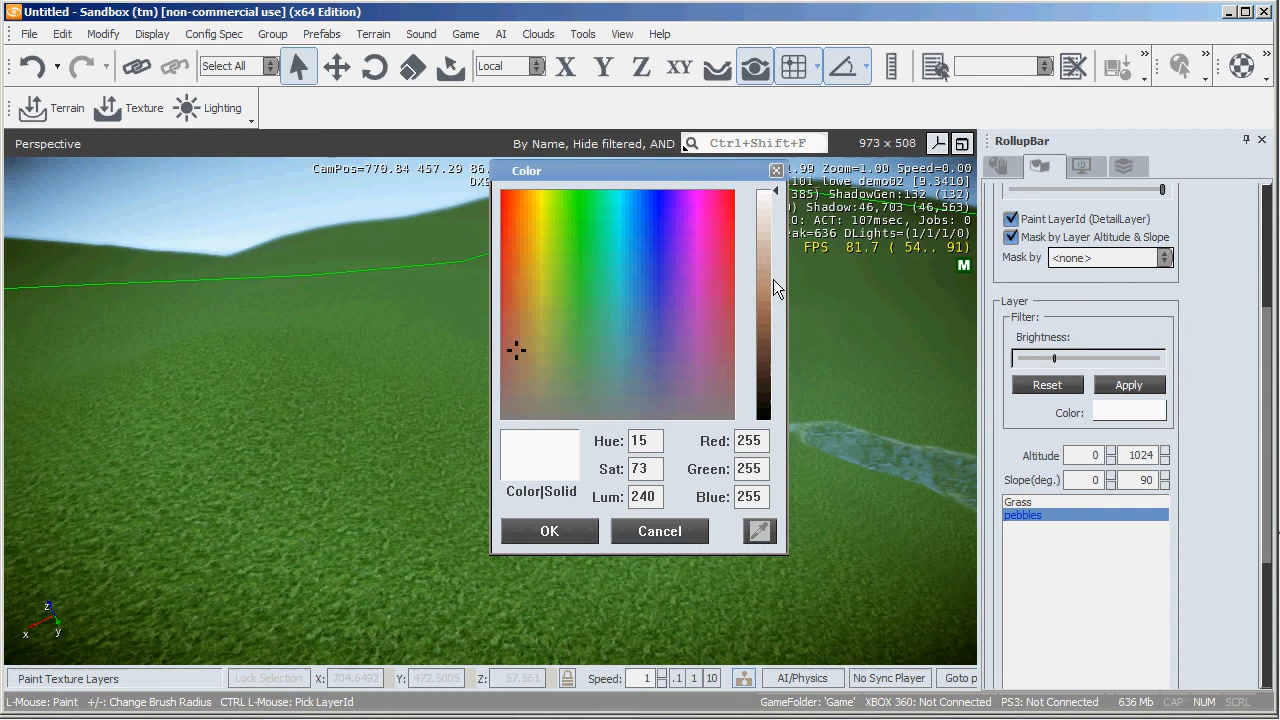 Untitled - Sandbox (tm) [non-commercial use] (x64 Edition)
File Edit Modify Display Config Spec Group Prefabs Terrain Sound Game AI Clouds Tools View Help
Select All Local X Y Z XY
Terrain Texture Lighting
Perspective By Name, Hide filtered, AND Ctrl+Shift+F 973 x 508
RollupBar
CamPos=770.84 457.29 86.
.99 Zoom=1.00 Speed=0.00
385) ShadowGen:132 (132)
) Shadow:46,703 (46,563)
0: ACT: 107msec, Jobs: 0
eak=636 DLights=(1/1/1/0)
FPS 81.7 ( 54.. 91)
M
Color
Hue: 15 Red: 255
Sat: 73 Green: 255
Color|Solid
Lum: 240 Blue: 255
OK Cancel
Paint LayerId (DetailLayer)
Mask by Layer Altitude & Slope
Mask by <none>
Layer
Filter:
Brightness:
Reset Apply
Color:
Altitude 0 1024
Slope(deg.) 0 90
Grass
pebbles
z
x y
Paint Texture Layers Lock Selection X: 704.6492 Y: 472.5005 Z: 57.561 Speed: 1 .1 1 10 AI/Physics No Sync Player Goto p
L-Mouse: Paint +/-: Change Brush Radius CTRL L-Mouse: Pick LayerId GameFolder: 'Game' XBOX 360: Not Connected PS3: Not Connected 636 Mb CAP NUM SCRL